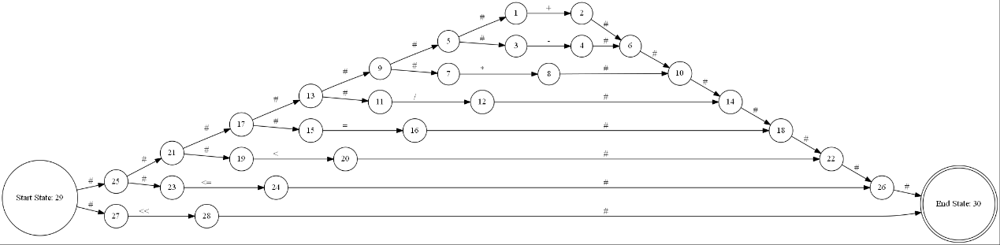 1 + 2
# #
5 # 3 - 4 # 6
# #
9 # 7 * 8 # 10
# #
13 # 11 / 12 # 14
# #
17 # 15 = 16 # 18
# #
21 # 19 < 20 # 22
# #
25 # 23 <= 24 # 26
# #
Start State: 29 End State: 30
# 27 << 28 #